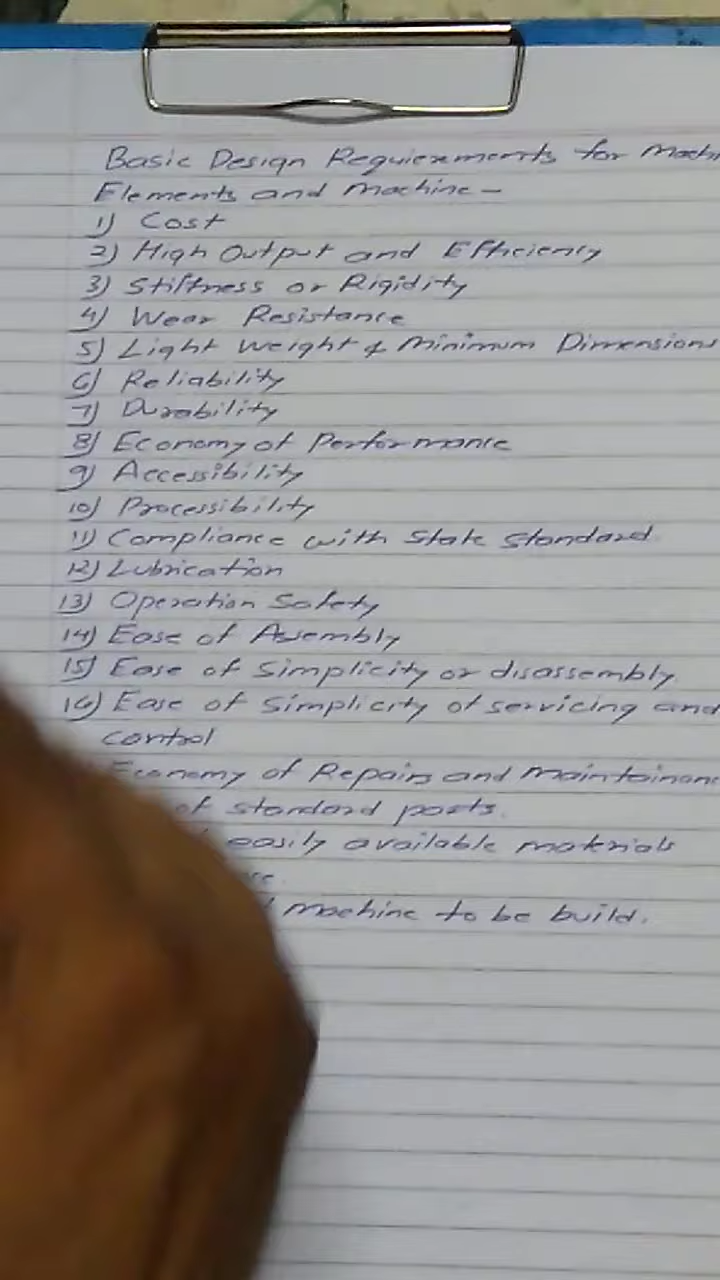 Basic Design Requirements for
Elements and Machine -
1) Cost
2) High Output and Efficiency
3) Stiffness or Rigidity
4) Wear Resistance
5) Light Weight & Minimum Dimensions
6) Reliability
7) Durability
8) Economy of Performance
9) Accessibility
10) Processibility
11) Compliance with State Standard
12) Lubrication
13) Operation Safety
14) Ease of Assembly
15) Ease of Simplicity or disassembly
16) Ease of Simplicity of servicing and
control
Economy of Repairs and
of standard parts.
easily available materials
machine to be build.